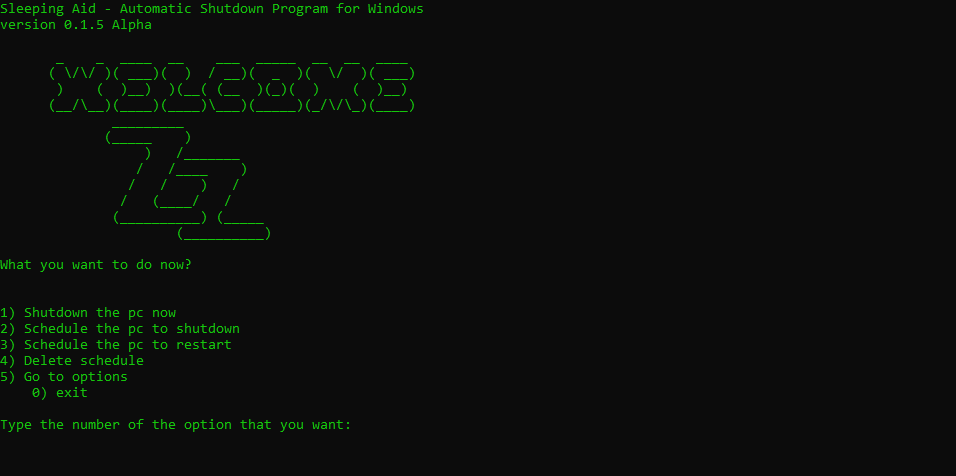 Sleeping Aid - Automatic Shutdown Program for Windows
version 0.1.5 Alpha
WELCOME
ZZ
What you want to do now?
1) Shutdown the pc now
2) Schedule the pc to shutdown
3) Schedule the pc to restart
4) Delete schedule
5) Go to options
0) exit
Type the number of the option that you want: